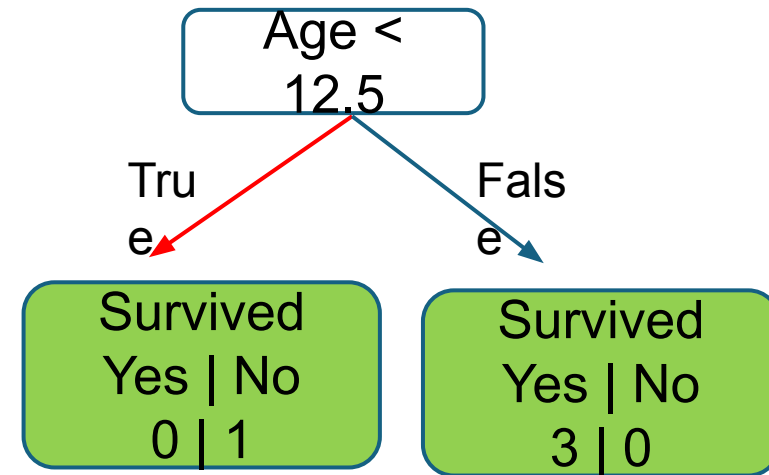 Age <
12.5
Tru
e
Fals
e
Survived
Yes | No
0 | 1
Survived
Yes | No
3 | 0